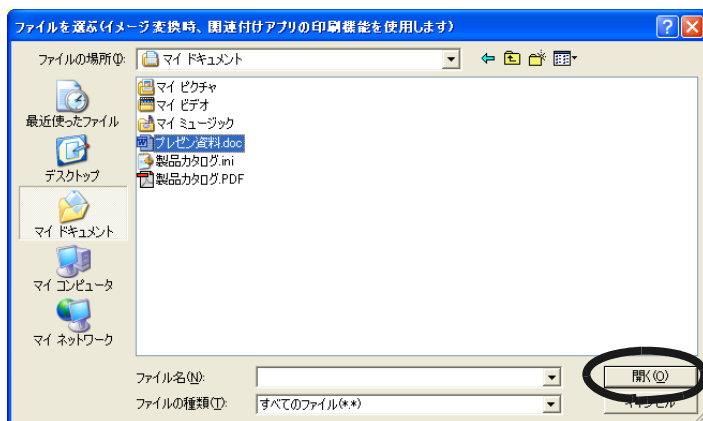 ファイルを選ぶ(イメージ変換時、関連付けアプリの印刷機能を使用します)
ファイルの場所(I):
マイ ドキュメント
最近使ったファイル
デスクトップ
マイ ドキュメント
マイ コンピュータ
マイ ネットワーク
マイ ピクチャ
マイ ビデオ
マイ ミュージック
プレゼン資料.doc
製品カタログ.ini
製品カタログ.PDF
ファイル名(N):
開く(O)
ファイルの種類(T):
すべてのファイル(*.*)
キャンセル